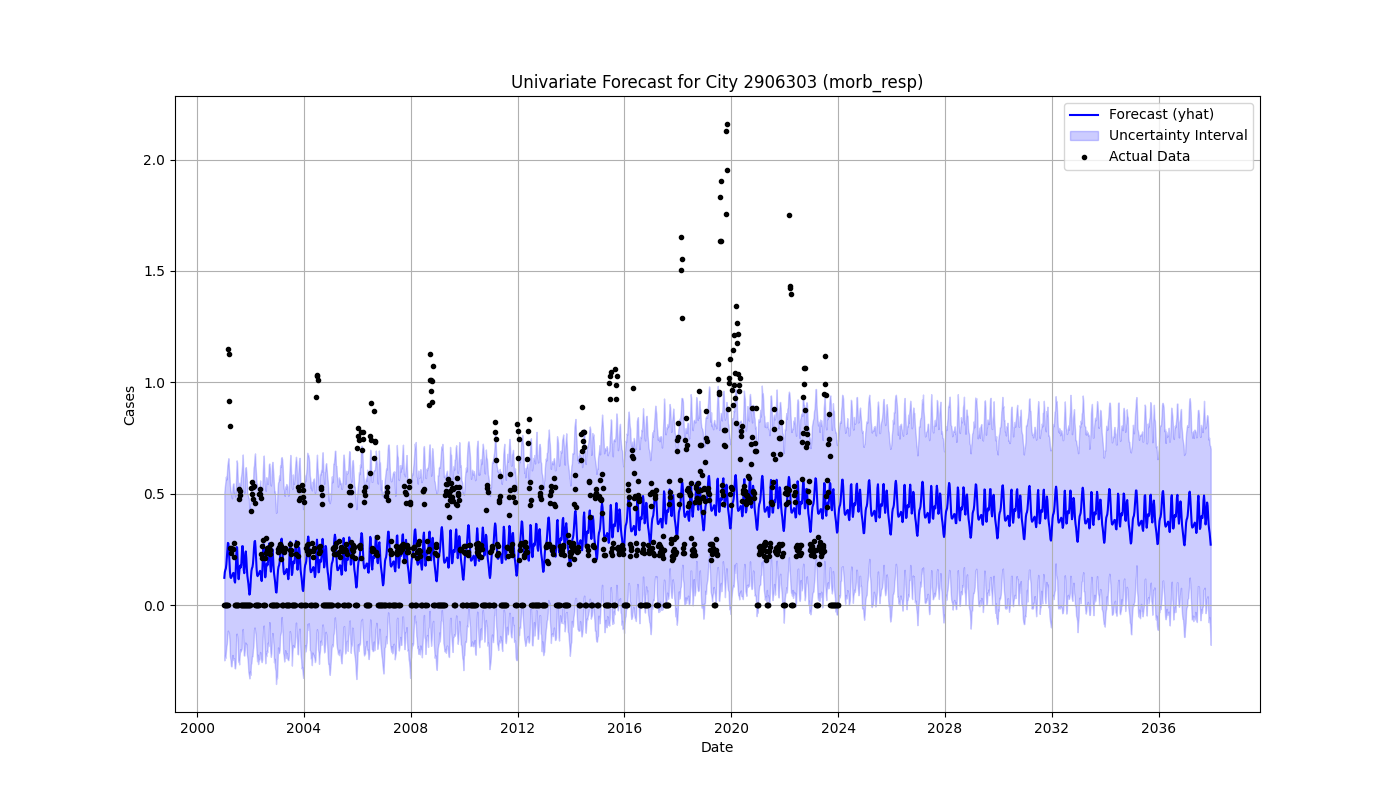 Univariate Forecast for City 2906303 (morb_resp)
Forecast (yhat)
Uncertainty Interval
Actual Data
Cases
2.0
1.5
1.0
0.5
0.0
2000 2004 2008 2012 2016 2020 2024 2028 2032 2036
Date